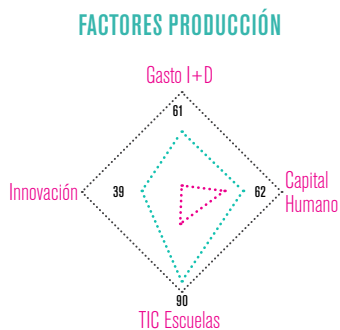 FACTORES PRODUCCIÓN
Gasto I+D
61
Innovación
39
62
Capital
Humano
90
TIC Escuelas